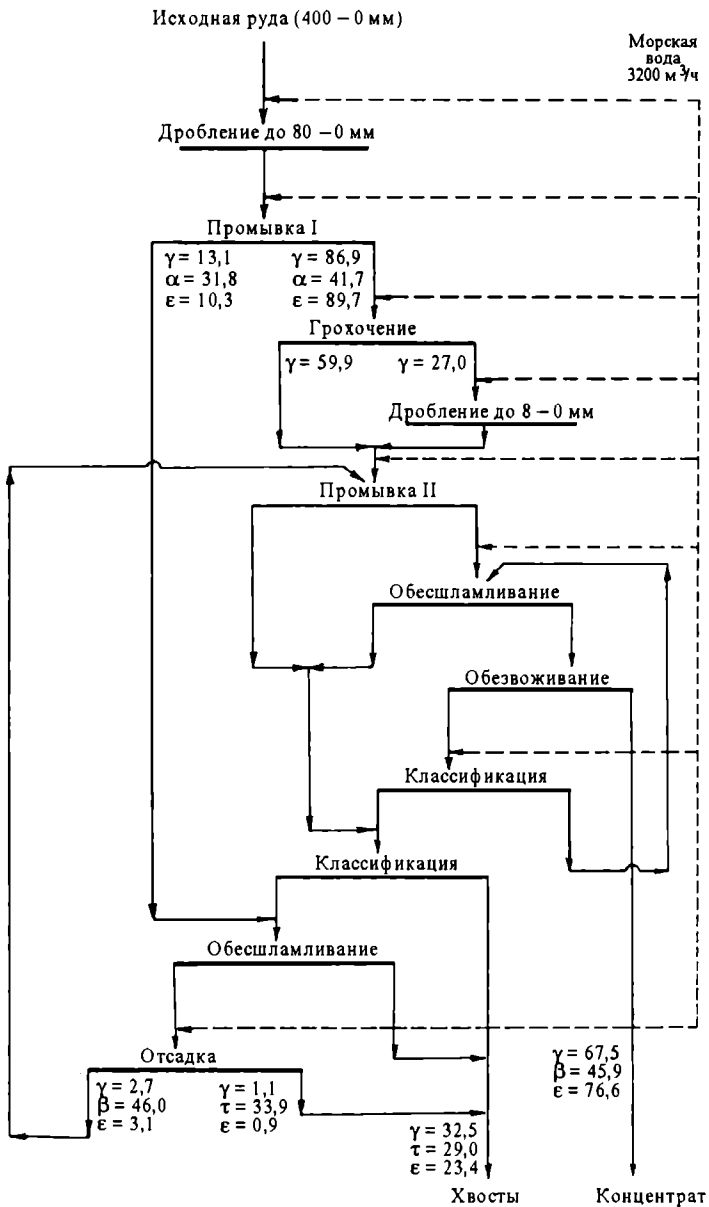 Исходная руда (400 – 0 мм)
Морская
вода
3200 м³/ч
Дробление до 80 – 0 мм
Промывка I
γ = 13,1
α = 31,8
ε = 10,3
γ = 86,9
α = 41,7
ε = 89,7
Грохочение
γ = 59,9
γ = 27,0
Дробление до 8 – 0 мм
Промывка II
Обесшламливание
Обезвоживание
Классификация
Классификация
Обесшламливание
Отсадка
γ = 2,7
β = 46,0
ε = 3,1
γ = 1,1
τ = 33,9
ε = 0,9
γ = 67,5
β = 45,9
ε = 76,6
γ = 32,5
τ = 29,0
ε = 23,4
Хвосты
Концентрат